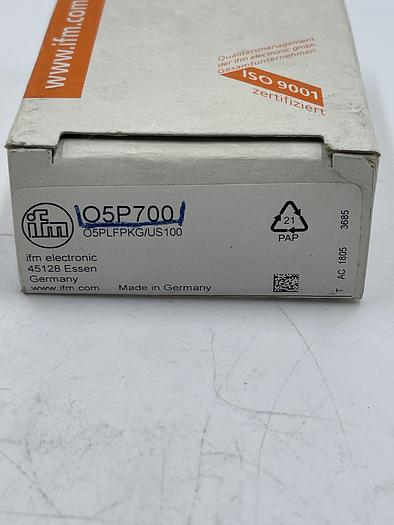 www.ifm.com
Qualitätsmanagement
der ifm electronic gmbh
Gesamtunternehmen
ISO 9001
zertifiziert
ifm
O5P700
O5PLFPKG/US100
ifm electronic
45128 Essen
Germany
www.ifm.com Made in Germany
21
PAP
T AC 1805 3685